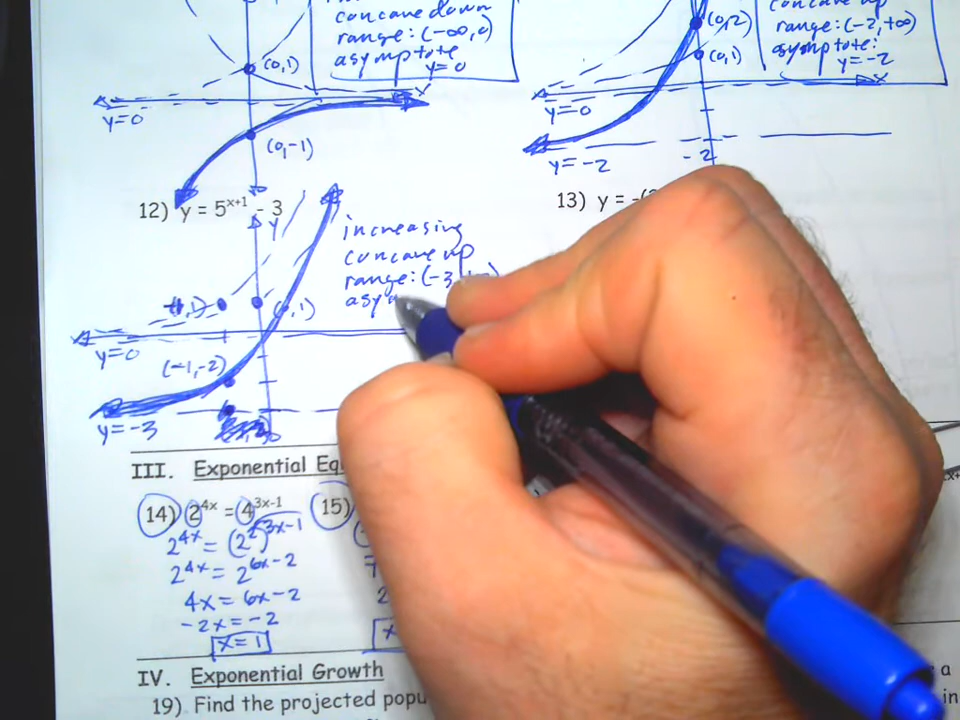 concave down
range: (-∞,0)
asymptote
y=0
(0,1)
x
y=0
(0,-1)
concave up
(0,2)
range: (-2,+∞)
asymptote:
y=-2
(0,1)
x
y=0
y=-2
-2
12) y = 5^{x+1} - 3
y
increasing
concave up
range: (-3,
asy
(0,1)
y=0
(-1,-2)
y=-3
13) y = -(
III. Exponential Eq
14) 2^{4x} = 4^{3x-1}
2^{4x} = (2^2)^{3x-1}
2^{4x} = 2^{6x-2}
4x = 6x-2
-2x = -2
x=1
15)
IV. Exponential Growth
19) Find the projected popu
a
in